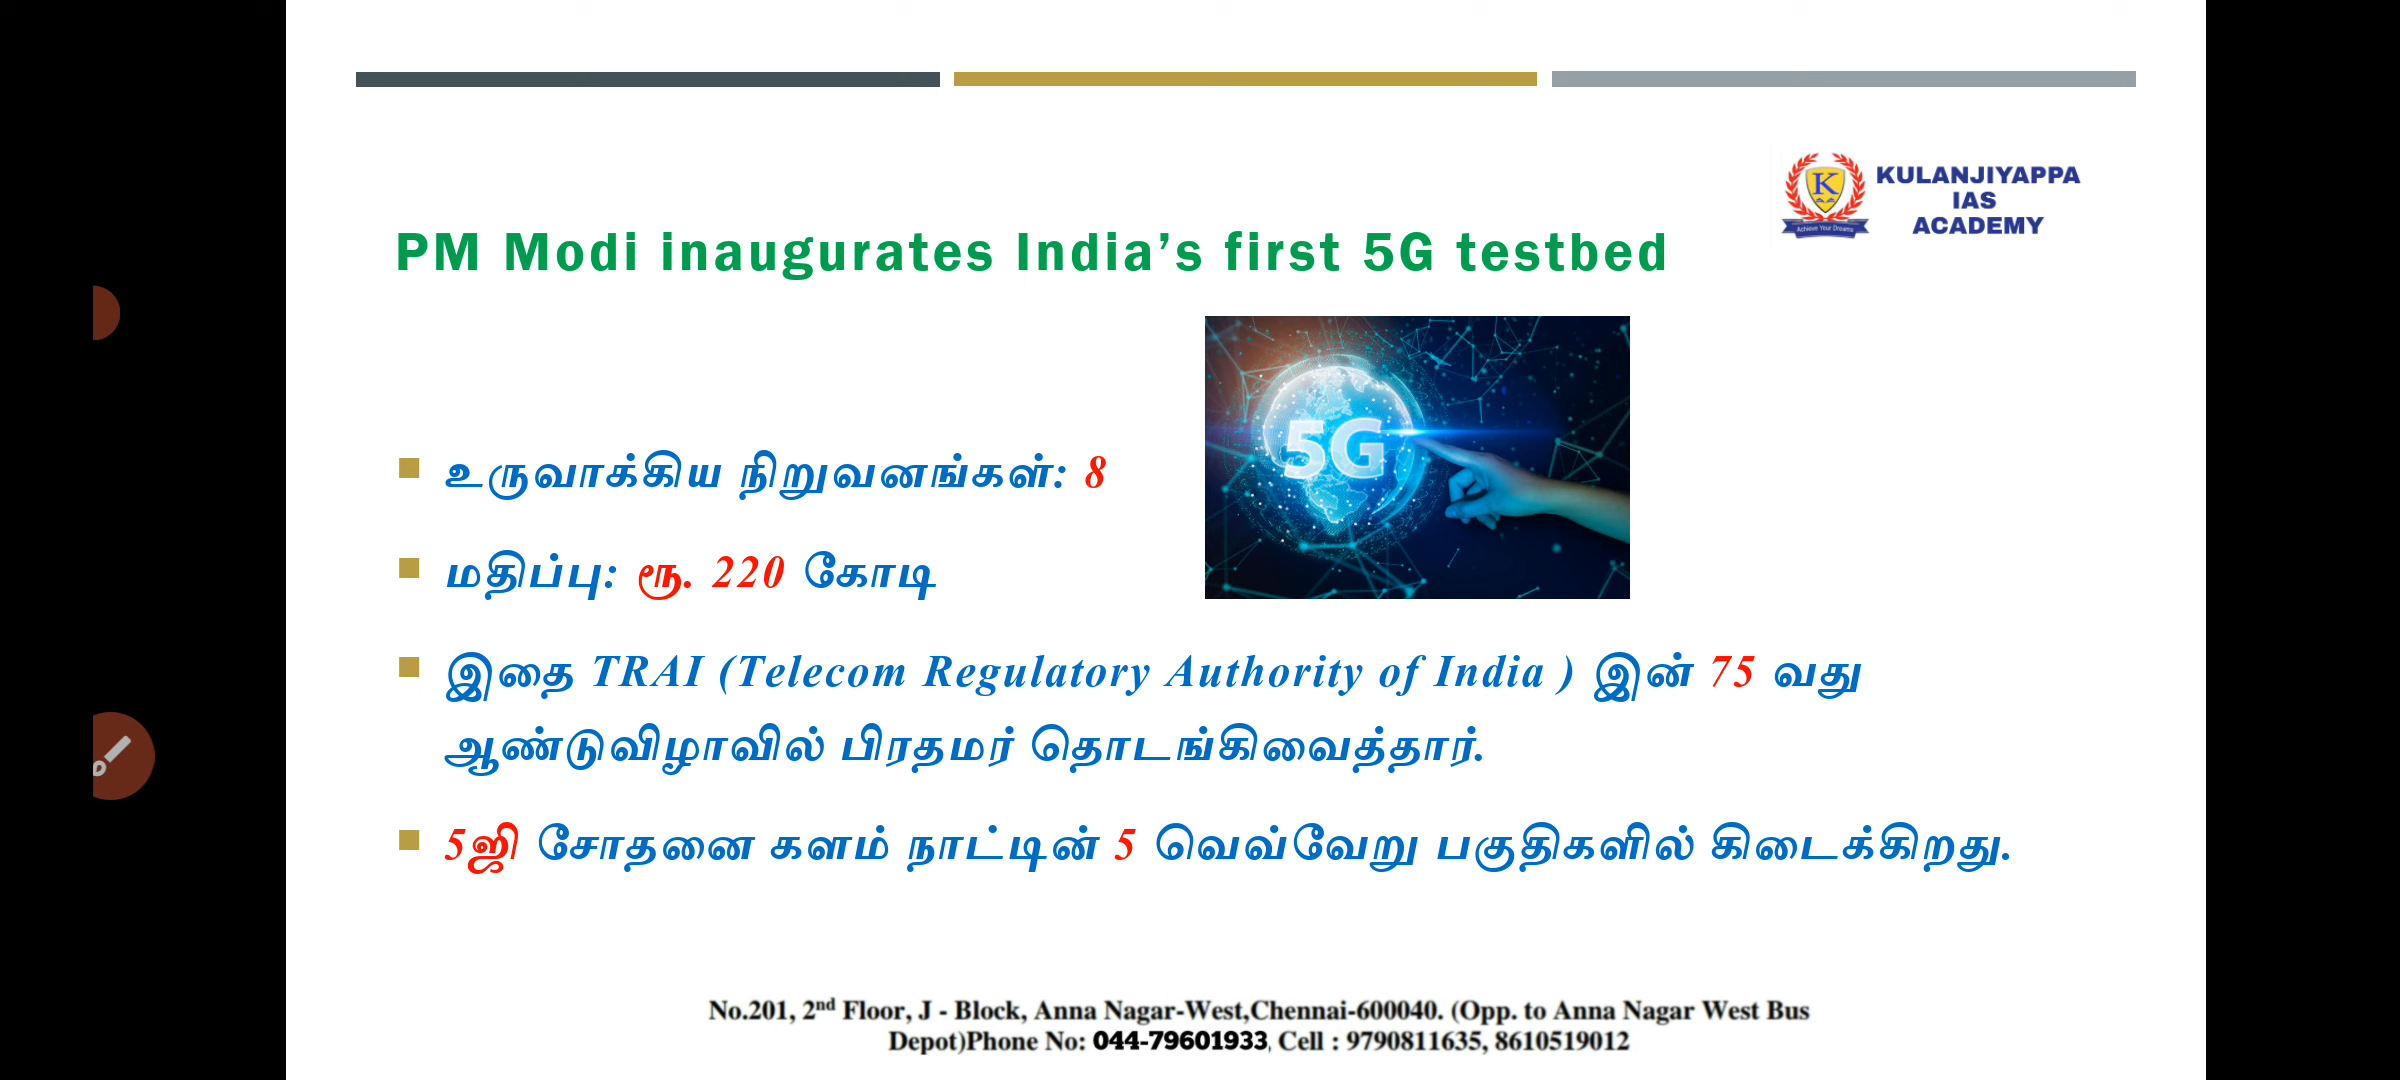 KULANJIYAPPA
IAS
ACADEMY
Achieve Your Dreams
PM Modi inaugurates India’s first 5G testbed
5G
உருவாக்கிய நிறுவனங்கள்: 8
மதிப்பு: ரூ. 220 கோடி
இதை TRAI (Telecom Regulatory Authority of India ) இன் 75 வது
ஆண்டுவிழாவில் பிரதமர் தொடங்கிவைத்தார்.
5ஜி சோதனை களம் நாட்டின் 5 வெவ்வேறு பகுதிகளில் கிடைக்கிறது.
No.201, 2nd Floor, J - Block, Anna Nagar-West,Chennai-600040. (Opp. to Anna Nagar West Bus
Depot)Phone No: 044-79601933, Cell : 9790811635, 8610519012